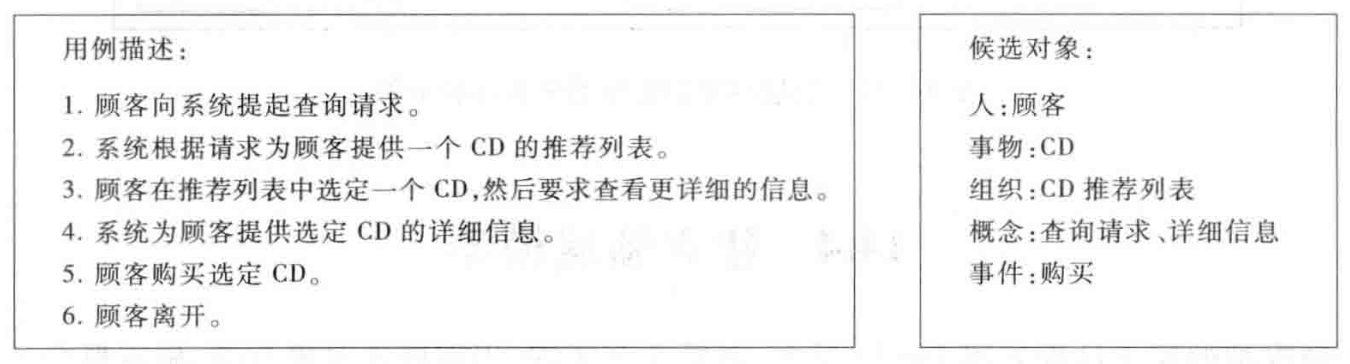 用例描述:
1. 顾客向系统提起查询请求。
2. 系统根据请求为顾客提供一个 CD 的推荐列表。
3. 顾客在推荐列表中选定一个 CD,然后要求查看更详细的信息。
4. 系统为顾客提供选定 CD 的详细信息。
5. 顾客购买选定 CD。
6. 顾客离开。
候选对象:
人:顾客
事物:CD
组织:CD 推荐列表
概念:查询请求、详细信息
事件:购买